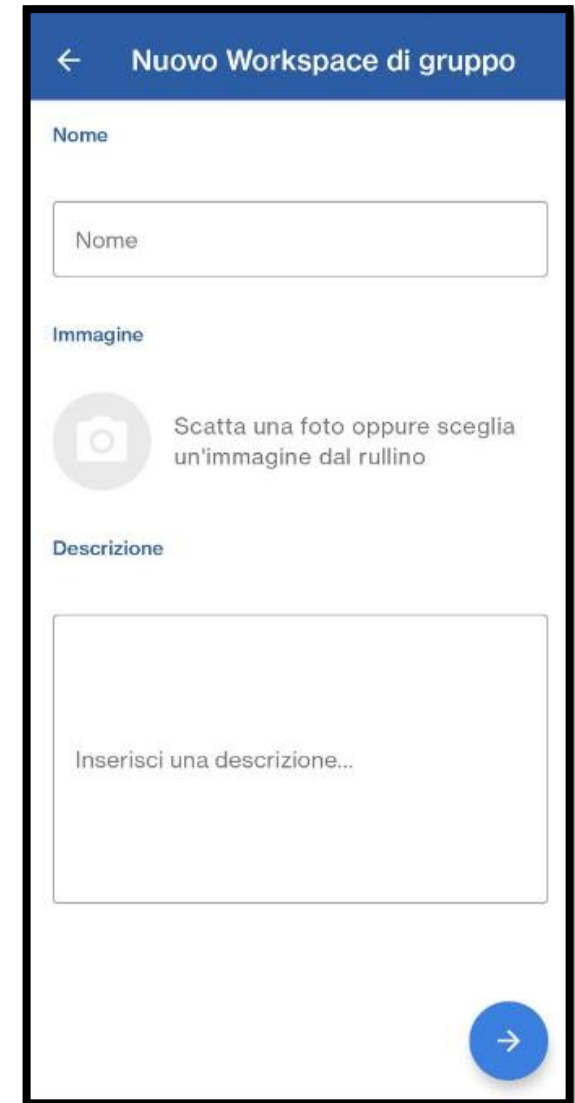 Nuovo Workspace di gruppo
Nome
Nome
Immagine
Scatta una foto oppure sceglia
un'immagine dal rullino
Descrizione
Inserisci una descrizione...